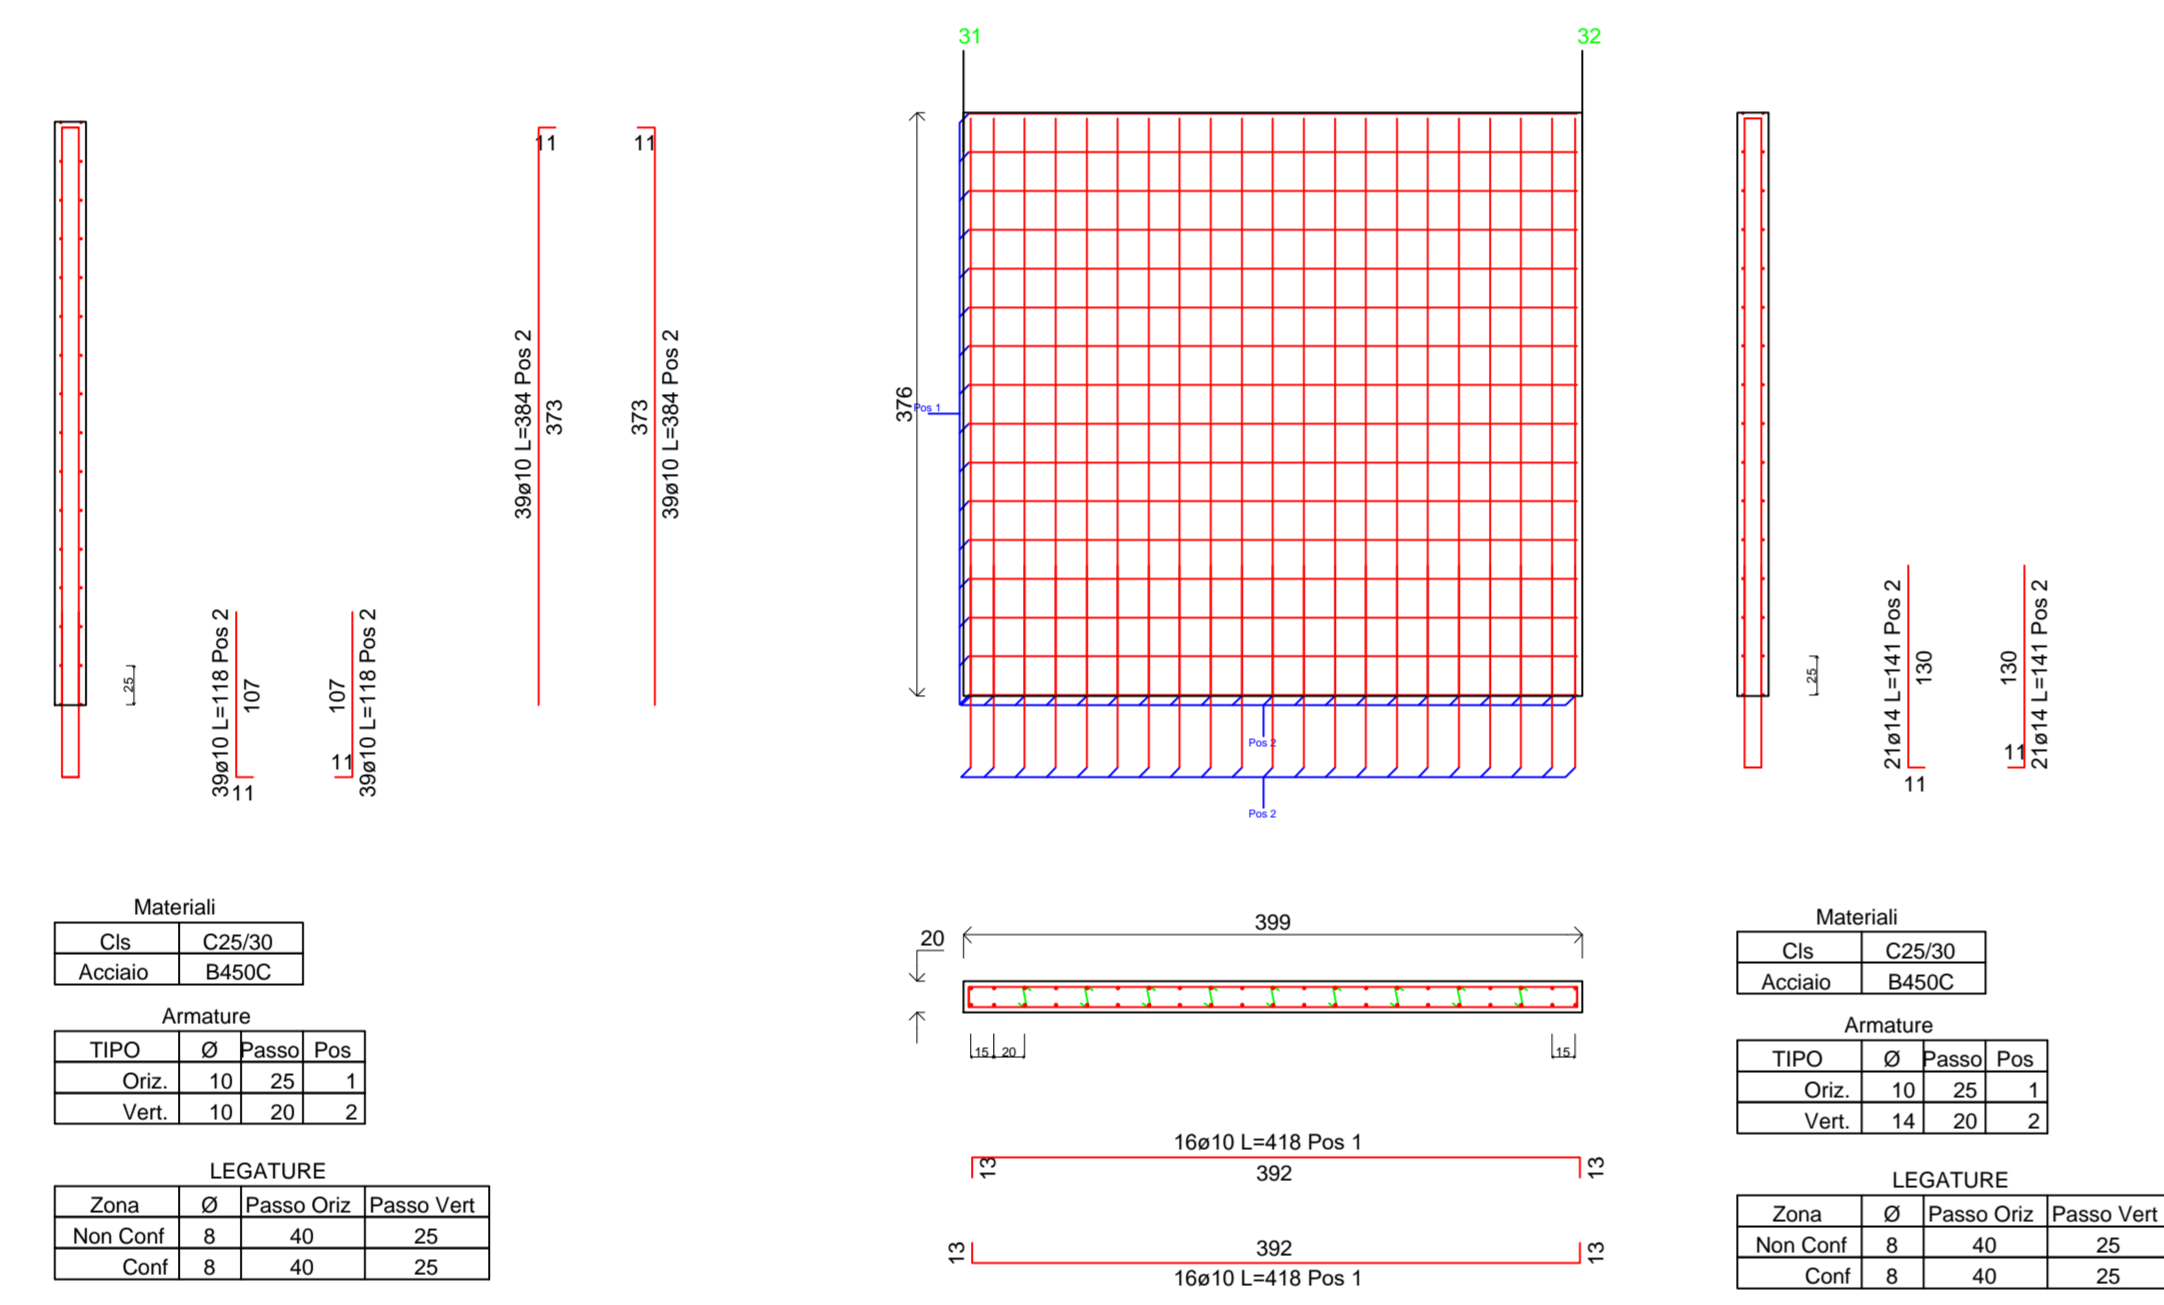 31
32
11
11
39ø10 L=384 Pos 2
373
373
39ø10 L=384 Pos 2
376
Pos 1
39ø10 L=118 Pos 2
107
107
39ø10 L=118 Pos 2
25
11
11
Pos 2
Pos 2
25
21ø14 L=141 Pos 2
130
130
21ø14 L=141 Pos 2
11
11
Materiali
Cls C25/30
Acciaio B450C
Armature
TIPO Ø Passo Pos
Oriz. 10 25 1
Vert. 10 20 2
LEGATURE
Zona Ø Passo Oriz Passo Vert
Non Conf 8 40 25
Conf 8 40 25
399
20
15 20
15
16ø10 L=418 Pos 1
13
392
13
13
392
13
16ø10 L=418 Pos 1
Materiali
Cls C25/30
Acciaio B450C
Armature
TIPO Ø Passo Pos
Oriz. 10 25 1
Vert. 14 20 2
LEGATURE
Zona Ø Passo Oriz Passo Vert
Non Conf 8 40 25
Conf 8 40 25